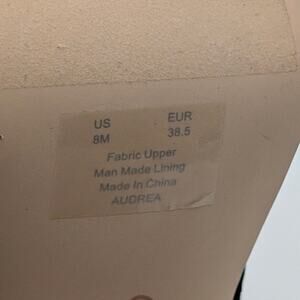 US EUR
8M 38.5
Fabric Upper
Man Made Lining
Made In China
AUDREA